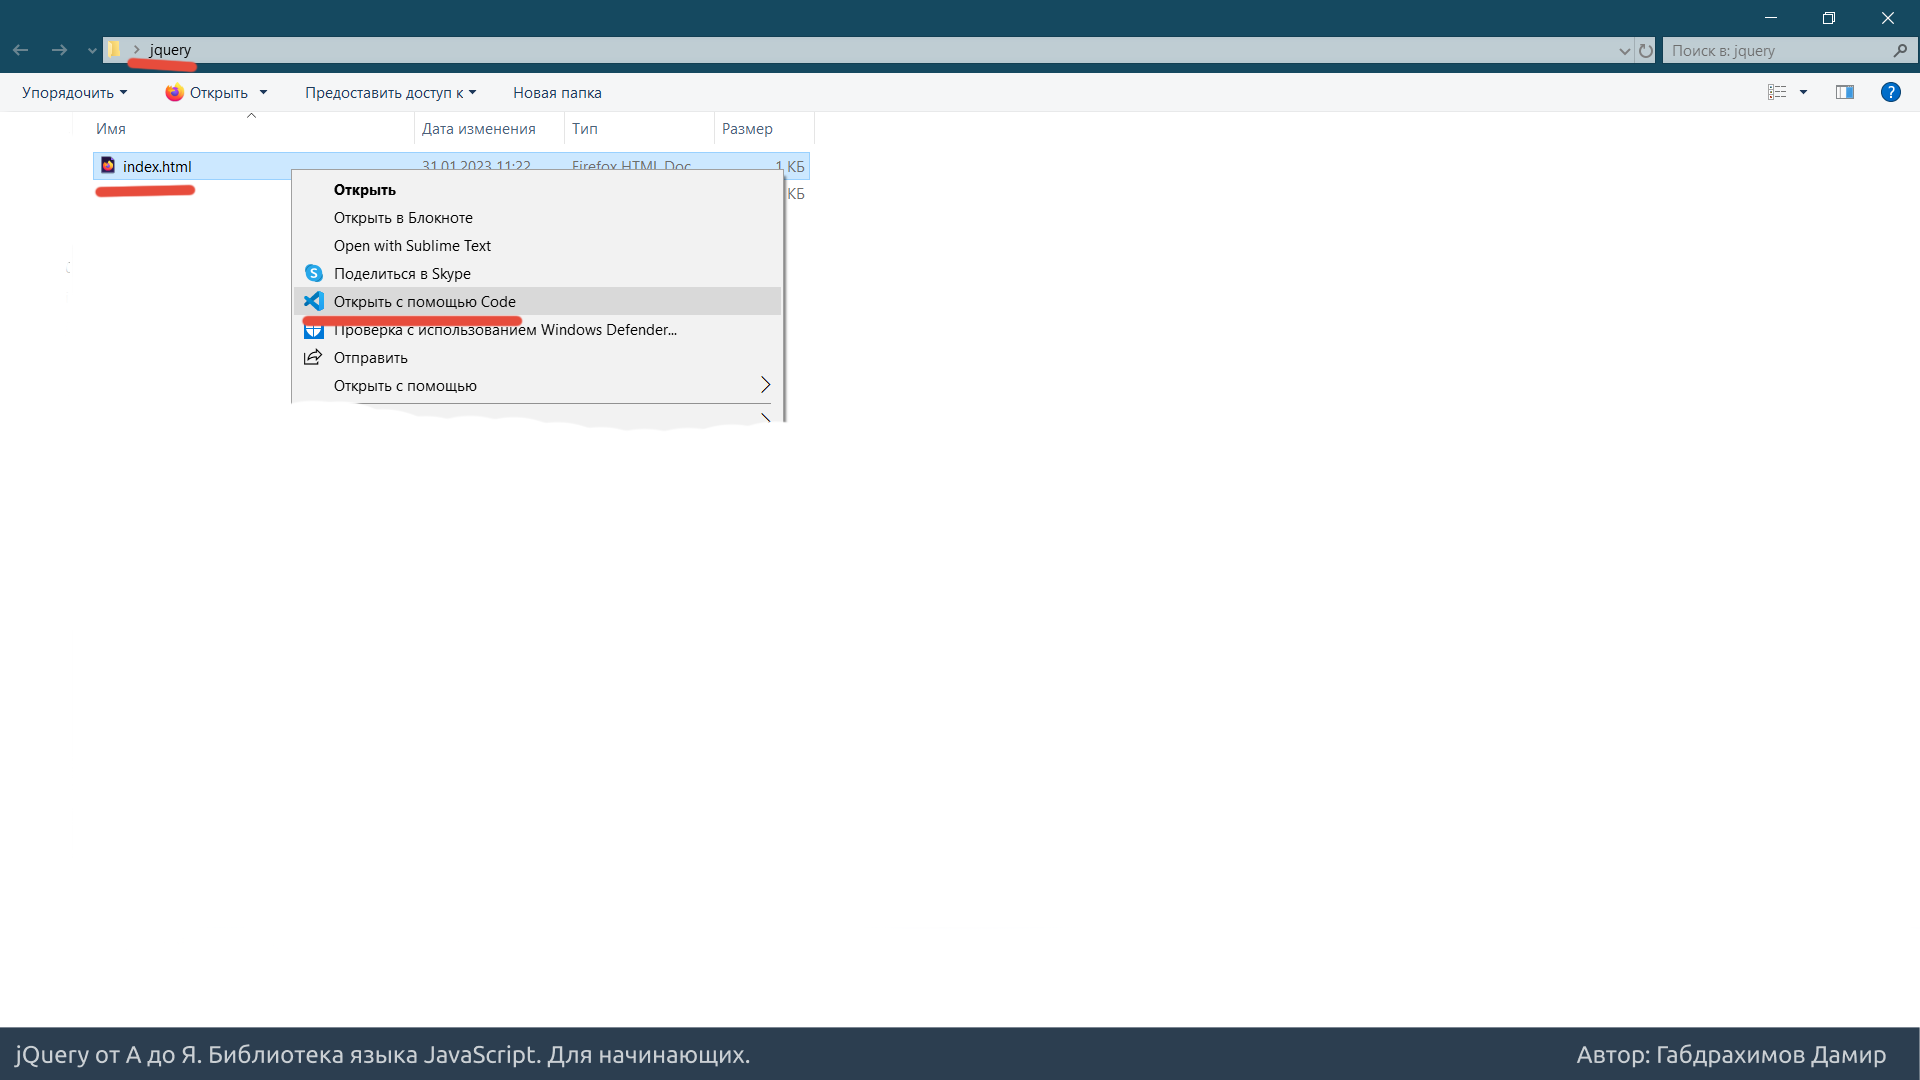 jquery
Поиск в: jquery
Упорядочить Открыть Предоставить доступ к Новая папка
Имя Дата изменения Тип Размер
index.html 31.01.2023 11:22 Firefox HTML Doc... 1 КБ
КБ
Открыть
Открыть в Блокноте
Open with Sublime Text
Поделиться в Skype
Открыть с помощью Code
Проверка с использованием Windows Defender...
Отправить
Открыть с помощью
jQuery от А до Я. Библиотека языка JavaScript. Для начинающих.
Автор: Габдрахимов Дамир